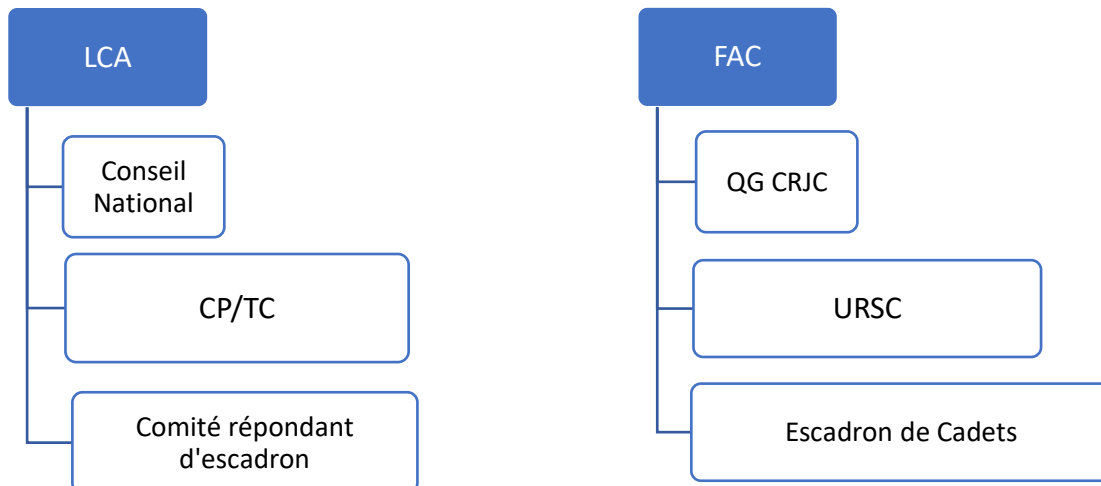 LCA
Conseil
National
CP/TC
Comité répondant
d'escadron
FAC
QG CRJC
URSC
Escadron de Cadets